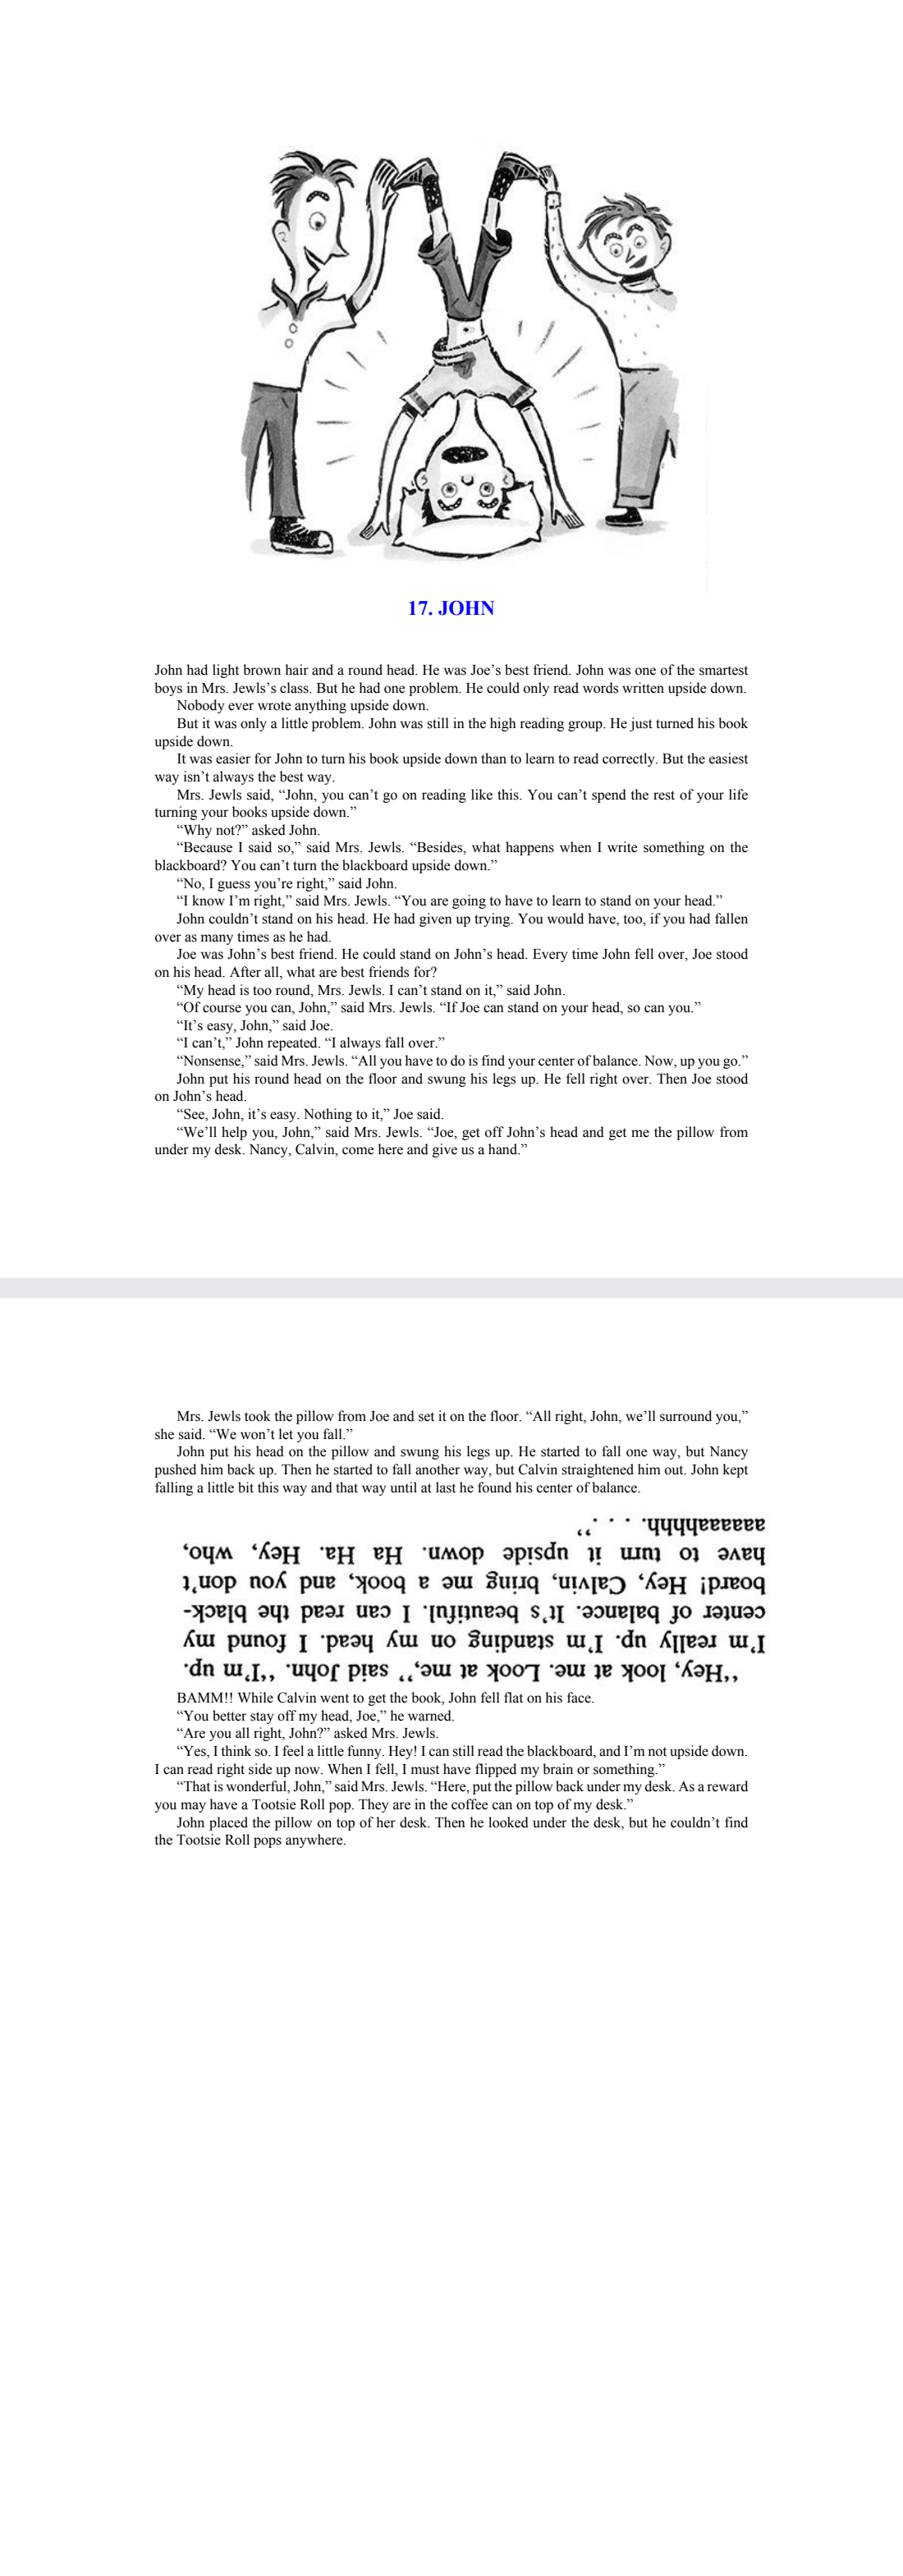 17. JOHN
John had light brown hair and a round head. He was Joe’s best friend. John was one of the smartest
boys in Mrs. Jewls’s class. But he had one problem. He could only read words written upside down.
Nobody ever wrote anything upside down.
But it was only a little problem. John was still in the high reading group. He just turned his book
upside down.
It was easier for John to turn his book upside down than to learn to read correctly. But the easiest
way isn’t always the best way.
Mrs. Jewls said, “John, you can’t go on reading like this. You can’t spend the rest of your life
turning your books upside down.”
“Why not?” asked John.
“Because I said so,” said Mrs. Jewls. “Besides, what happens when I write something on the
blackboard? You can’t turn the blackboard upside down.”
“No, I guess you’re right,” said John.
“I know I’m right,” said Mrs. Jewls. “You are going to have to learn to stand on your head.”
John couldn’t stand on his head. He had given up trying. You would have, too, if you had fallen
over as many times as he had.
Joe was John’s best friend. He could stand on John’s head. Every time John fell over, Joe stood
on his head. After all, what are best friends for?
“My head is too round, Mrs. Jewls. I can’t stand on it,” said John.
“Of course you can, John,” said Mrs. Jewls. “If Joe can stand on your head, so can you.”
“It’s easy, John,” said Joe.
“I can’t,” John repeated. “I always fall over.”
“Nonsense,” said Mrs. Jewls. “All you have to do is find your center of balance. Now, up you go.”
John put his round head on the floor and swung his legs up. He fell right over. Then Joe stood
on John’s head.
“See, John, it’s easy. Nothing to it,” Joe said.
“We’ll help you, John,” said Mrs. Jewls. “Joe, get off John’s head and get me the pillow from
under my desk. Nancy, Calvin, come here and give us a hand.”
Mrs. Jewls took the pillow from Joe and set it on the floor. “All right, John, we’ll surround you,”
she said. “We won’t let you fall.”
John put his head on the pillow and swung his legs up. He started to fall one way, but Nancy
pushed him back up. Then he started to fall another way, but Calvin straightened him out. John kept
falling a little bit this way and that way until at last he found his center of balance.
“Hey, look at me. Look at me,” said John. “I’m up.
I’m really up. I’m standing on my head. I found my
center of balance. It’s beautiful. I can read the black-
board! Hey, Calvin, bring me a book, and you don’t
have to turn it upside down. Ha Ha. Hey, who,
aaaaaahhhh. . . .”
BAMM!! While Calvin went to get the book, John fell flat on his face.
“You better stay off my head, Joe,” he warned.
“Are you all right, John?” asked Mrs. Jewls.
“Yes, I think so. I feel a little funny. Hey! I can still read the blackboard, and I’m not upside down.
I can read right side up now. When I fell, I must have flipped my brain or something.”
“That is wonderful, John,” said Mrs. Jewls. “Here, put the pillow back under my desk. As a reward
you may have a Tootsie Roll pop. They are in the coffee can on top of my desk.”
John placed the pillow on top of her desk. Then he looked under the desk, but he couldn’t find
the Tootsie Roll pops anywhere.